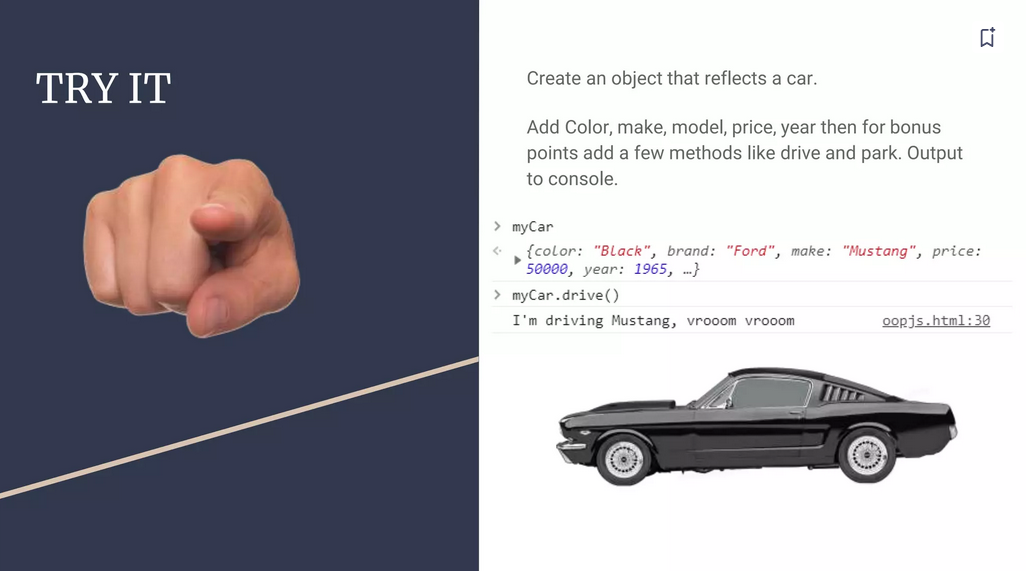 TRY IT
Create an object that reflects a car.
Add Color, make, model, price, year then for bonus
points add a few methods like drive and park. Output
to console.
> myCar
{color: "Black", brand: "Ford", make: "Mustang", price:
50000, year: 1965, …}
> myCar.drive()
I'm driving Mustang, vrooom vrooom oopjs.html:30